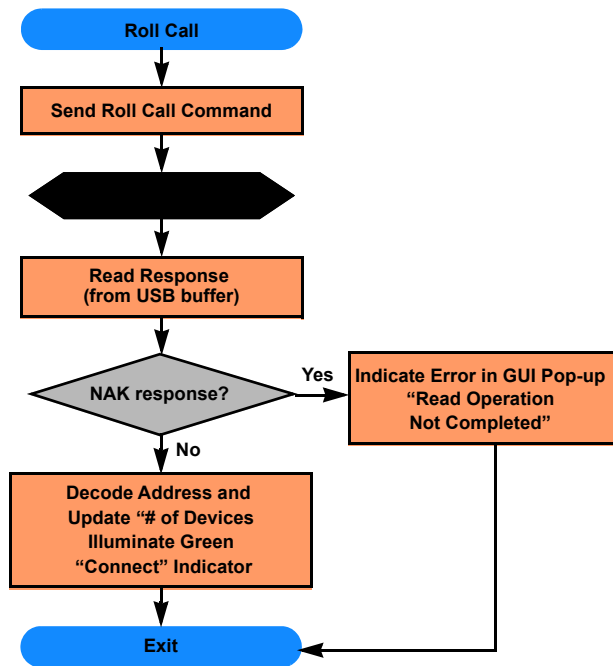 Roll Call
Send Roll Call Command
Read Response
(from USB buffer)
NAK response?
Yes
Indicate Error in GUI Pop-up
“Read Operation
Not Completed”
No
Decode Address and
Update “# of Devices
Illuminate Green
“Connect” Indicator
Exit